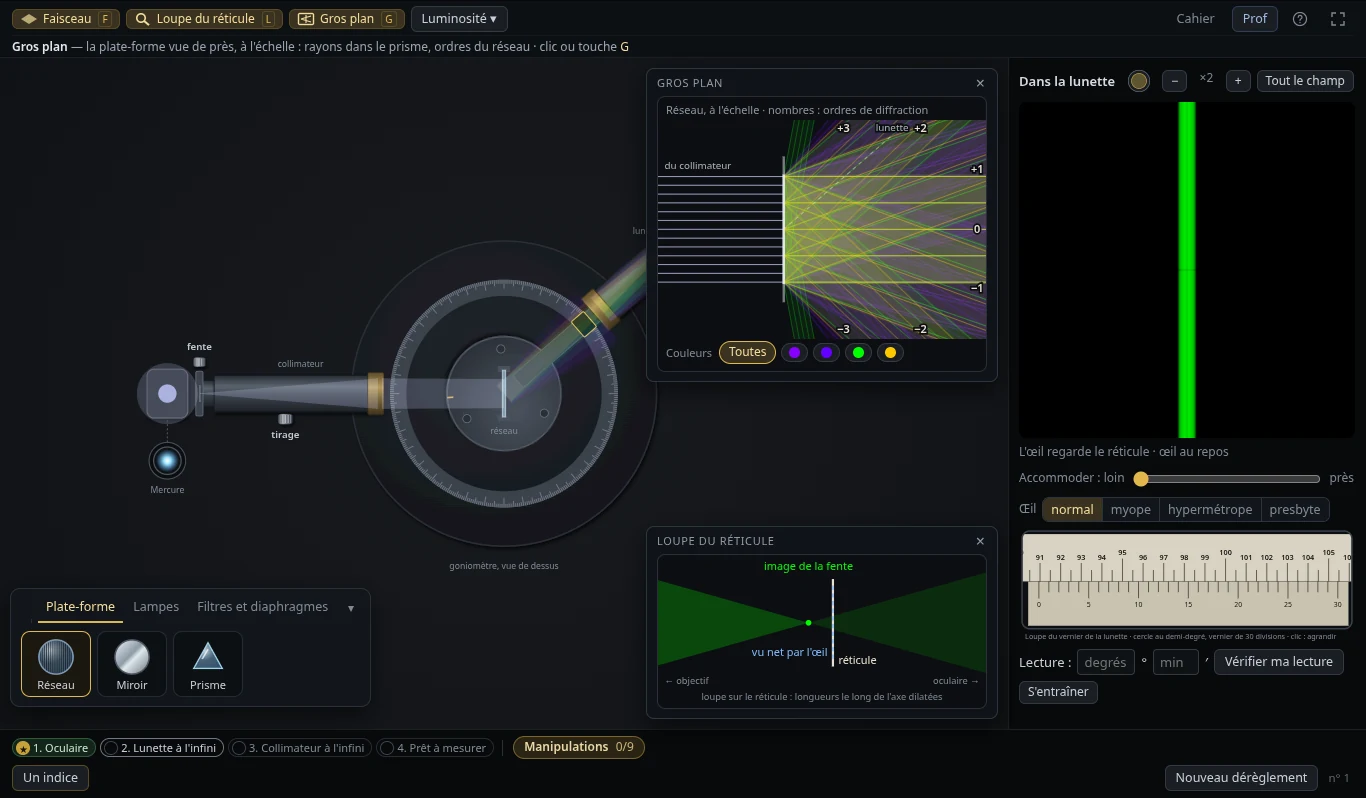 Faisceau F Loupe du réticule L Gros plan G Luminosité ▾ Cahier Prof ?
Gros plan — la plate-forme vue de près, à l'échelle : rayons dans le prisme, ordres du réseau · clic ou touche G
GROS PLAN ×
Réseau, à l'échelle · nombres : ordres de diffraction
+3 lunette +2
du collimateur
+1
0
−1
−3 −2
Couleurs Toutes
lun
fente
collimateur
tirage
réseau
Mercure
goniomètre, vue de dessus
LOUPE DU RÉTICULE ×
image de la fente
vu net par l'œil
réticule
← objectif oculaire →
loupe sur le réticule : longueurs le long de l'axe dilatées
Plate-forme Lampes Filtres et diaphragmes ▾
Réseau Miroir Prisme
Dans la lunette − ×2 + Tout le champ
L'œil regarde le réticule · œil au repos
Accommoder : loin près
Œil normal myope hypermétrope presbyte
91 92 93 94 95 96 97 98 99 100 101 102 103 104 105 10
0 5 10 15 20 25 30
Loupe du vernier de la lunette · cercle au demi-degré, vernier de 30 divisions · clic : agrandir
Lecture : degrés ° min ′ Vérifier ma lecture
S'entraîner
1. Oculaire 2. Lunette à l'infini 3. Collimateur à l'infini 4. Prêt à mesurer Manipulations 0/9
Un indice Nouveau dérèglement n° 1